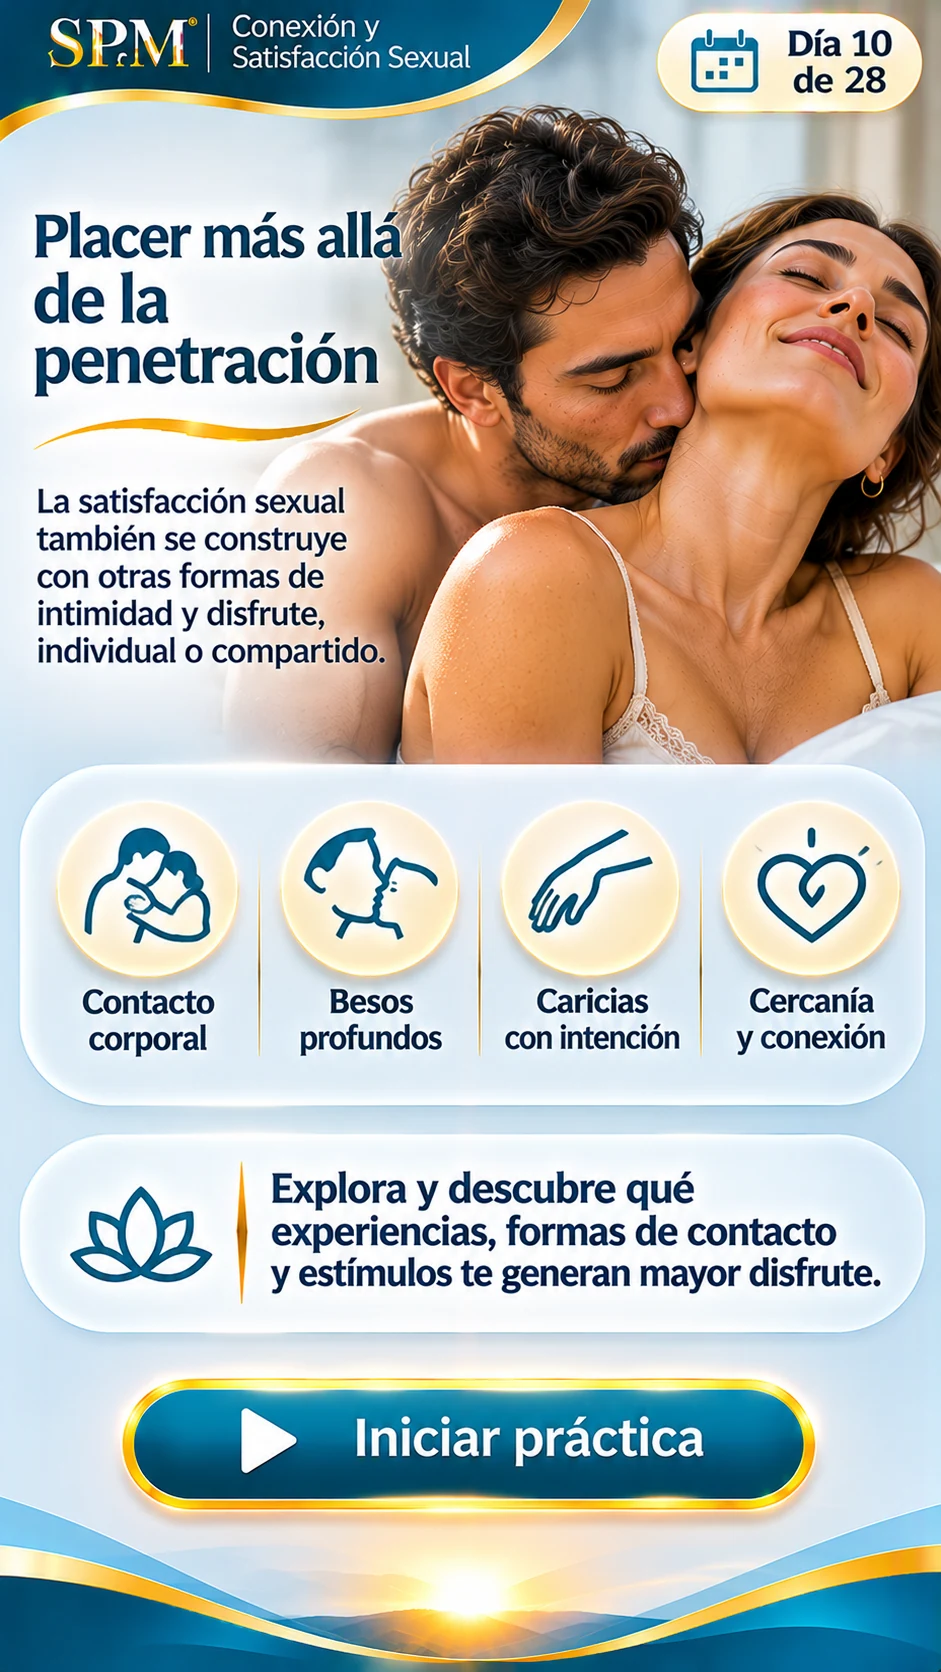 SPrM®
Conexión y
Satisfacción Sexual
Día 10
de 28
Placer más allá
de la
penetración
La satisfacción sexual
también se construye
con otras formas de
intimidad y disfrute,
individual o compartido.
Contacto
corporal
Besos
profundos
Caricias
con intención
Cercanía
y conexión
Explora y descubre qué
experiencias, formas de contacto
y estímulos te generan mayor disfrute.
Iniciar práctica